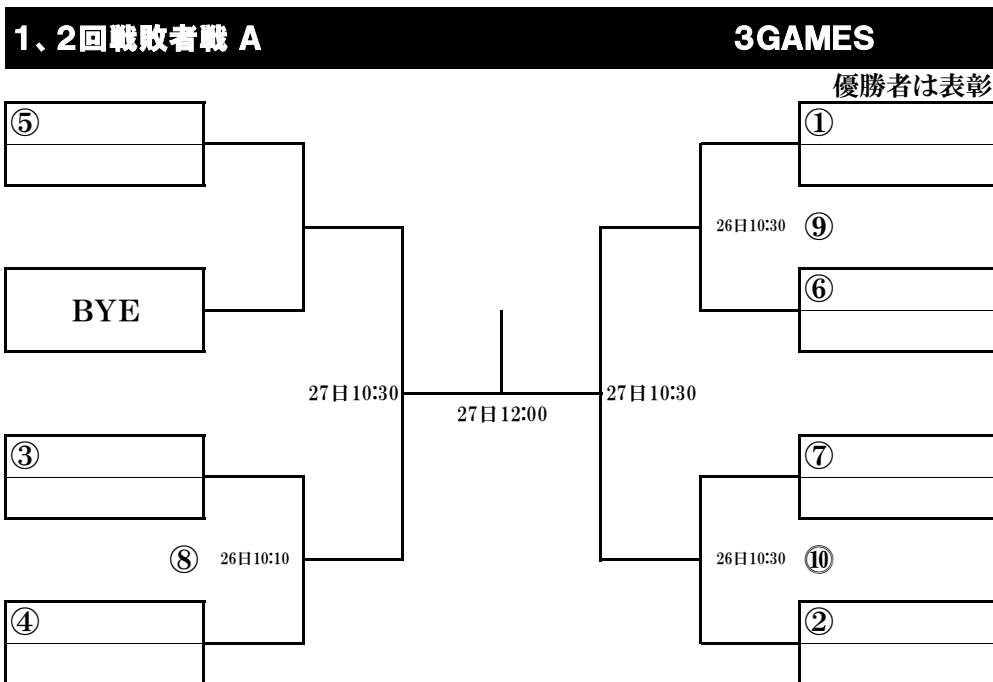 1、2回戦敗者戦 A 3GAMES
優勝者は表彰
⑤ ①
26日10:30 ⑨
BYE ⑥
27日10:30 27日10:30
27日12:00
③ ⑦
⑧ 26日10:10 26日10:30 ⑩
④ ②